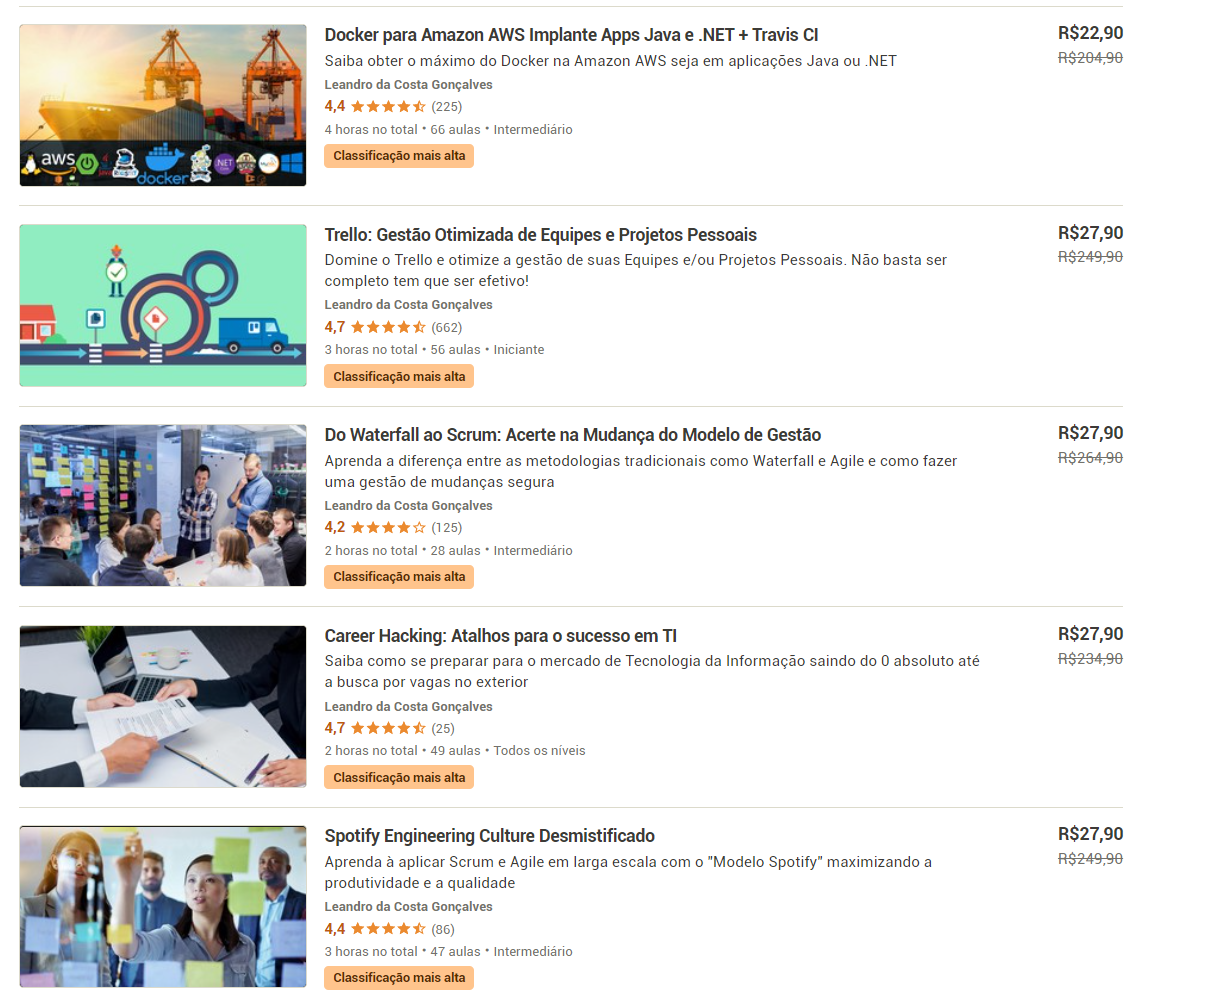 Docker para Amazon AWS Implante Apps Java e .NET + Travis CI
R$22,90
Saiba obter o máximo do Docker na Amazon AWS seja em aplicações Java ou .NET
R$204,90
Leandro da Costa Gonçalves
4,4 (225)
4 horas no total • 66 aulas • Intermediário
Classificação mais alta
aws
docker
.NET
Trello: Gestão Otimizada de Equipes e Projetos Pessoais
R$27,90
Domine o Trello e otimize a gestão de suas Equipes e/ou Projetos Pessoais. Não basta ser
R$249,90
completo tem que ser efetivo!
Leandro da Costa Gonçalves
4,7 (662)
3 horas no total • 56 aulas • Iniciante
Classificação mais alta
Do Waterfall ao Scrum: Acerte na Mudança do Modelo de Gestão
R$27,90
Aprenda a diferença entre as metodologias tradicionais como Waterfall e Agile e como fazer
R$264,90
uma gestão de mudanças segura
Leandro da Costa Gonçalves
4,2 (125)
2 horas no total • 28 aulas • Intermediário
Classificação mais alta
Career Hacking: Atalhos para o sucesso em TI
R$27,90
Saiba como se preparar para o mercado de Tecnologia da Informação saindo do 0 absoluto até
R$234,90
a busca por vagas no exterior
Leandro da Costa Gonçalves
4,7 (25)
2 horas no total • 49 aulas • Todos os níveis
Classificação mais alta
Spotify Engineering Culture Desmistificado
R$27,90
Aprenda à aplicar Scrum e Agile em larga escala com o "Modelo Spotify" maximizando a
R$249,90
produtividade e a qualidade
Leandro da Costa Gonçalves
4,4 (86)
3 horas no total • 47 aulas • Intermediário
Classificação mais alta